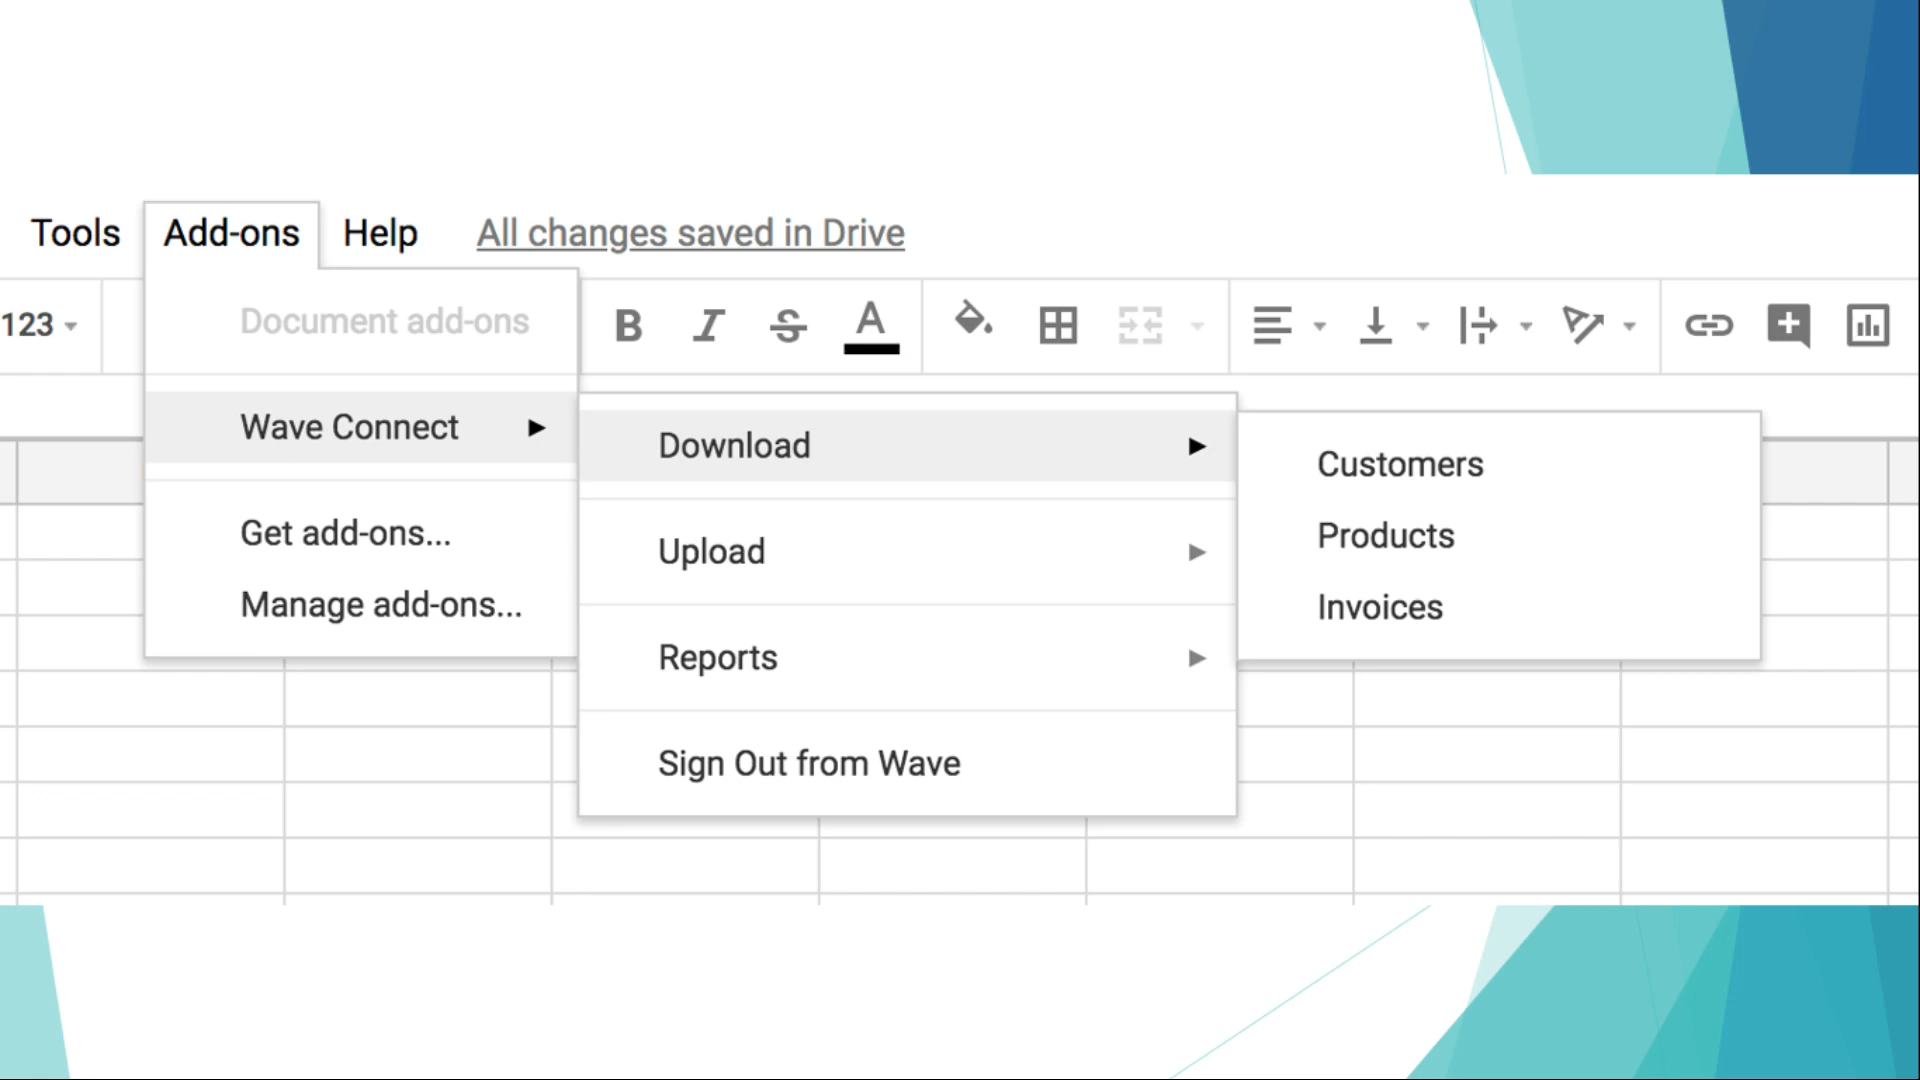 Tools Add-ons Help All changes saved in Drive
123 B I S A
Document add-ons
Wave Connect
Get add-ons...
Manage add-ons...
Download
Upload
Reports
Sign Out from Wave
Customers
Products
Invoices